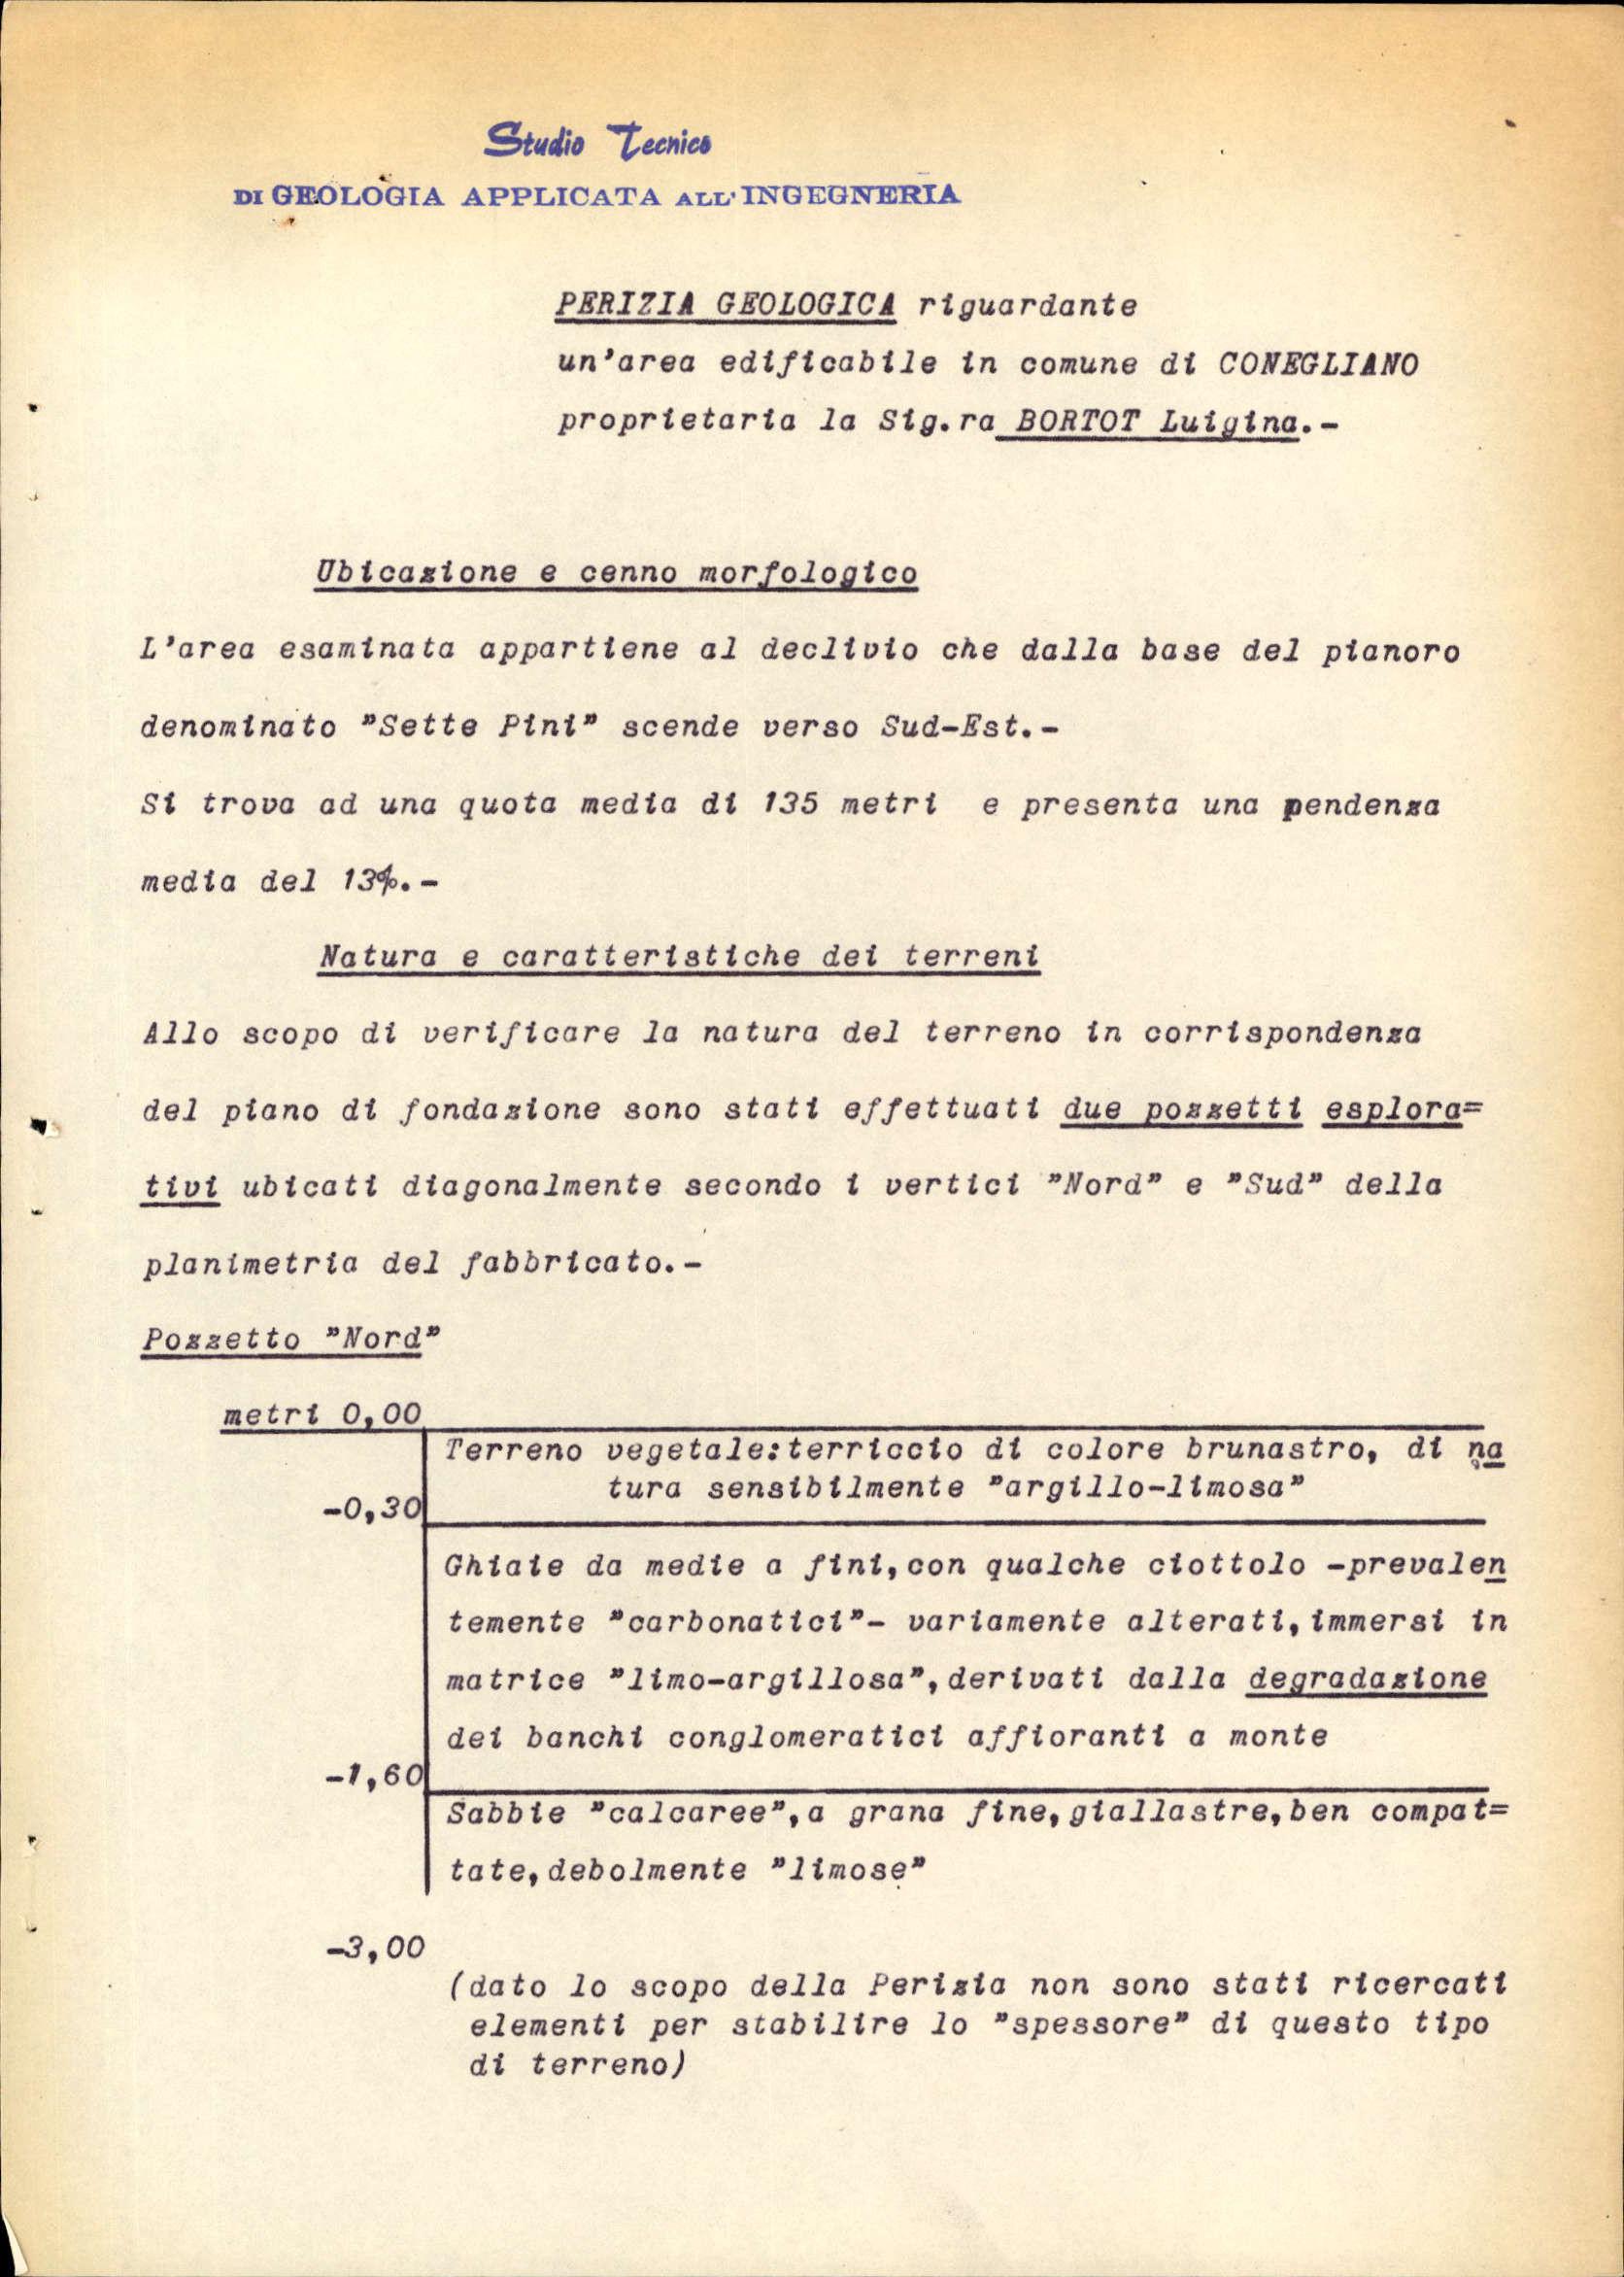 Studio Tecnico
DI GEOLOGIA APPLICATA ALL'INGEGNERIA
PERIZIA GEOLOGICA riguardante
un'area edificabile in comune di CONEGLIANO
proprietaria la Sig.ra BORTOT Luigina.-
Ubicazione e cenno morfologico
L'area esaminata appartiene al declivio che dalla base del pianoro
denominato "Sette Pini" scende verso Sud-Est.-
Si trova ad una quota media di 135 metri  e presenta una pendenza
media del 13%.-
Natura e caratteristiche dei terreni
Allo scopo di verificare la natura del terreno in corrispondenza
del piano di fondazione sono stati effettuati due pozzetti esplora=
tivi ubicati diagonalmente secondo i vertici "Nord" e "Sud" della
planimetria del fabbricato.-
Pozzetto "Nord"
metri 0,00
Terreno vegetale:terriccio di colore brunastro, di na
tura sensibilmente "argillo-limosa"
-0,30
Ghiaie da medie a fini,con qualche ciottolo -prevalen
temente "carbonatici"- variamente alterati,immersi in
matrice "limo-argillosa",derivati dalla degradazione
dei banchi conglomeratici affioranti a monte
-1,60
Sabbie "calcaree",a grana fine,giallastre,ben compat=
tate,debolmente "limose"
-3,00
(dato lo scopo della Perizia non sono stati ricercati
elementi per stabilire lo "spessore" di questo tipo
di terreno)